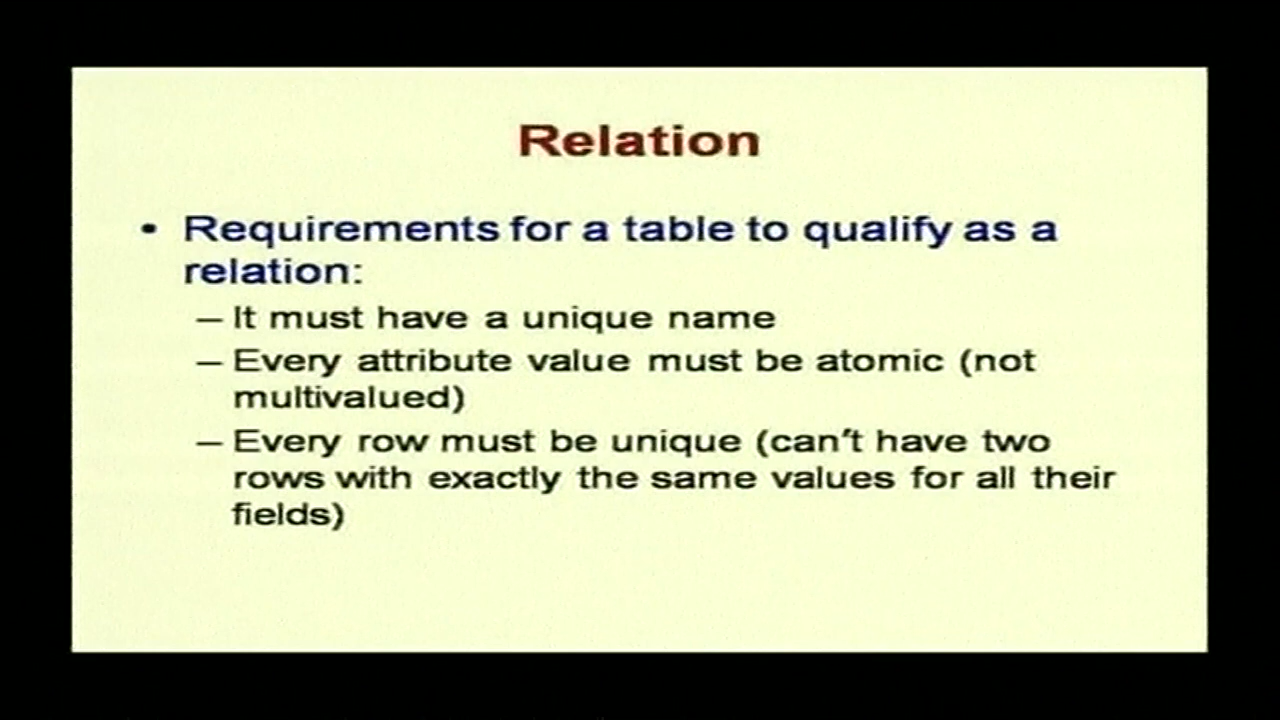 Relation
• Requirements for a table to qualify as a
relation:
– It must have a unique name
– Every attribute value must be atomic (not
multivalued)
– Every row must be unique (can't have two
rows with exactly the same values for all their
fields)